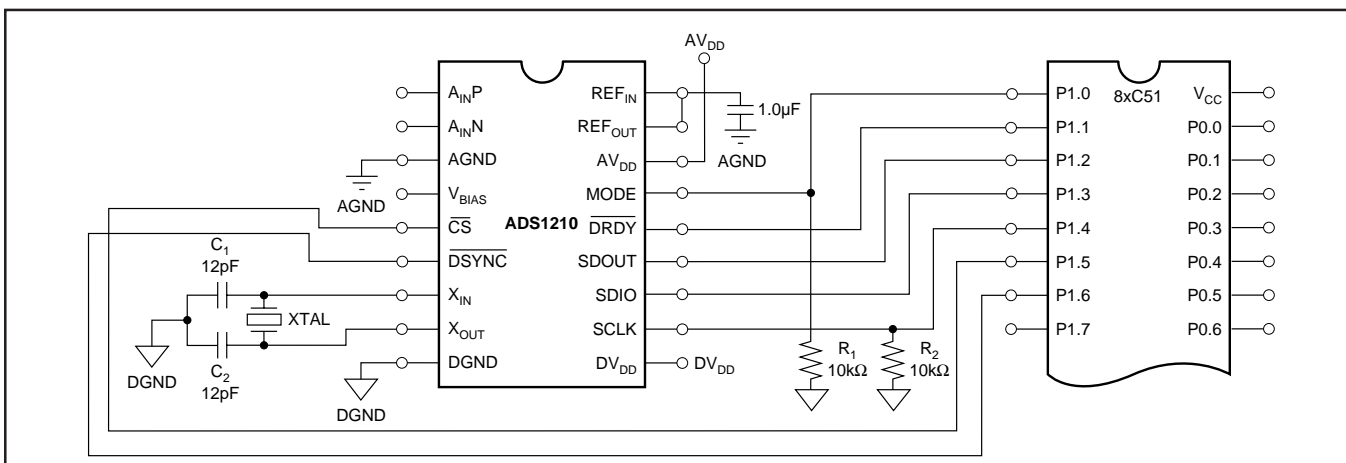 AVDD
AINP
AINN
AGND
VBIAS
CS
DSYNC
XIN
XOUT
DGND
ADS1210
REFIN
REFOUT
AVDD
MODE
DRDY
SDOUT
SDIO
SCLK
DVDD
DVDD
1.0µF
AGND
AGND
C1
12pF
XTAL
C2
12pF
DGND
DGND
R1
10kΩ
R2
10kΩ
8xC51
P1.0
P1.1
P1.2
P1.3
P1.4
P1.5
P1.6
P1.7
VCC
P0.0
P0.1
P0.2
P0.3
P0.4
P0.5
P0.6